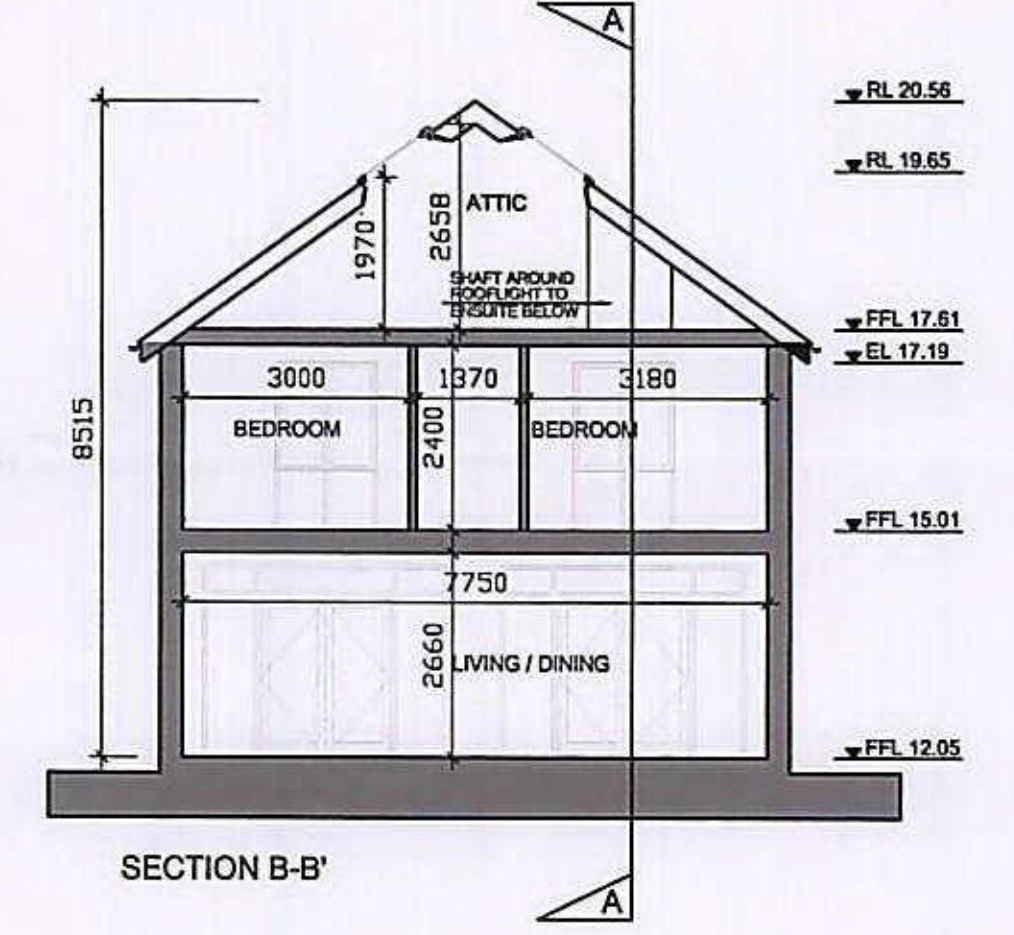 A
RL 20.56
RL 19.65
ATTIC
2658
1970
SHAFT AROUND
ROOFLIGHT TO
ENSUITE BELOW
FFL 17.61
EL 17.19
3000
1370
3180
8515
BEDROOM
2400
BEDROOM
FFL 15.01
7750
2660
LIVING / DINING
FFL 12.05
SECTION B-B'
A